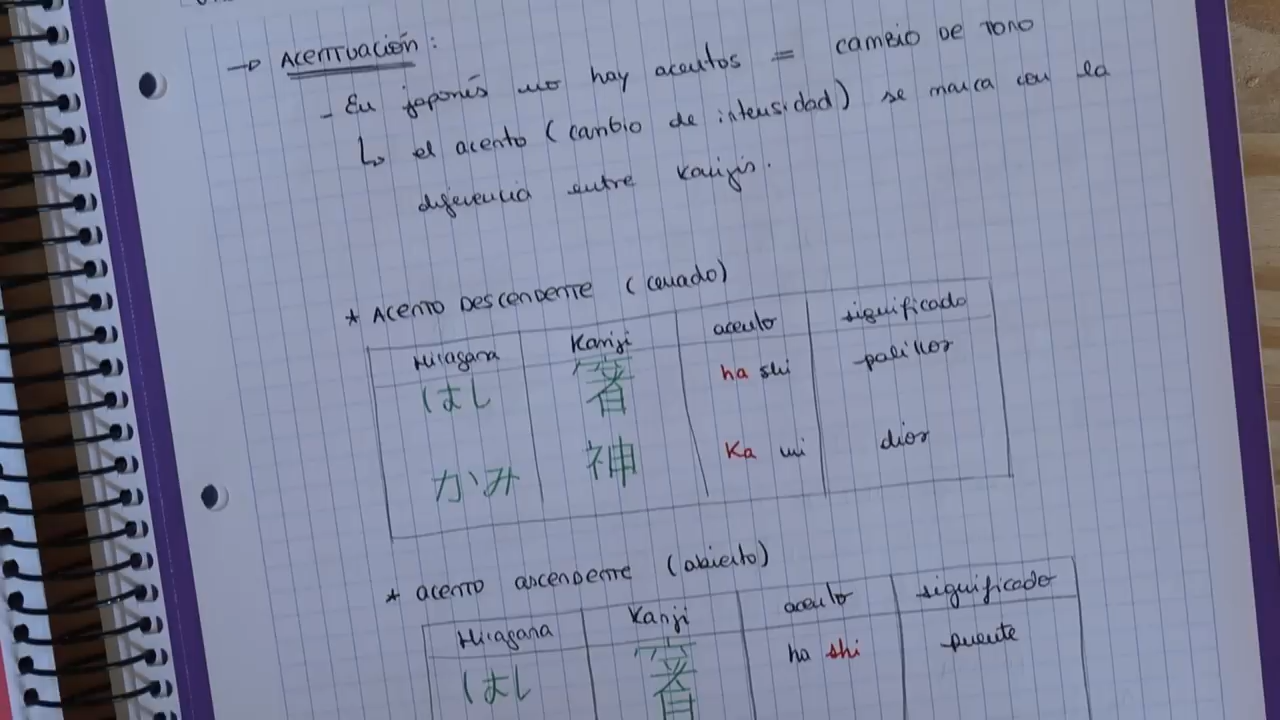 → ACENTUACIÓN :
- En japonés no hay acentos = CAMBIO DE TONO
↳ el acento (cambio de intensidad) se marca con la
diferencia entre Kanjis.
* ACENTO DESCENDENTE (cerrado)
Hiragana Kanji acento significado
はし 箸 ha shi palillos
かみ 神 Ka mi dios
* ACENTO ASCENDENTE (abierto)
Hiragana Kanji acento significado
はし ha shi puente